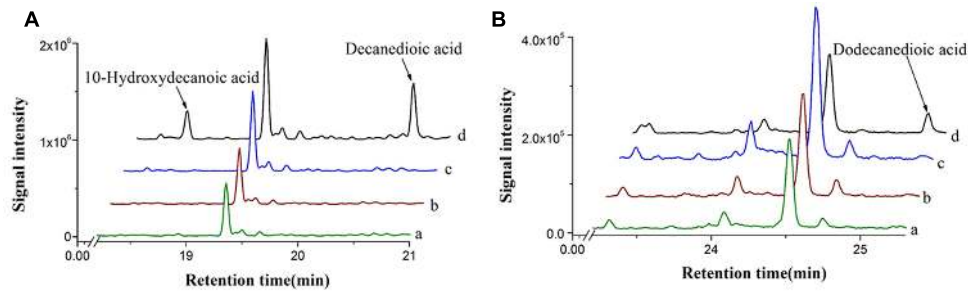 A
2x10⁶
Decanedioic acid
10-Hydroxydecanoic acid
Signal intensity
1x10⁶
d
c
b
a
0
0.00
19
20
21
Retention time(min)
B
4.0x10⁵
Dodecanedioic acid
Signal intensity
2.0x10⁵
d
c
b
a
0.0
0.00
24
25
Retention time(min)